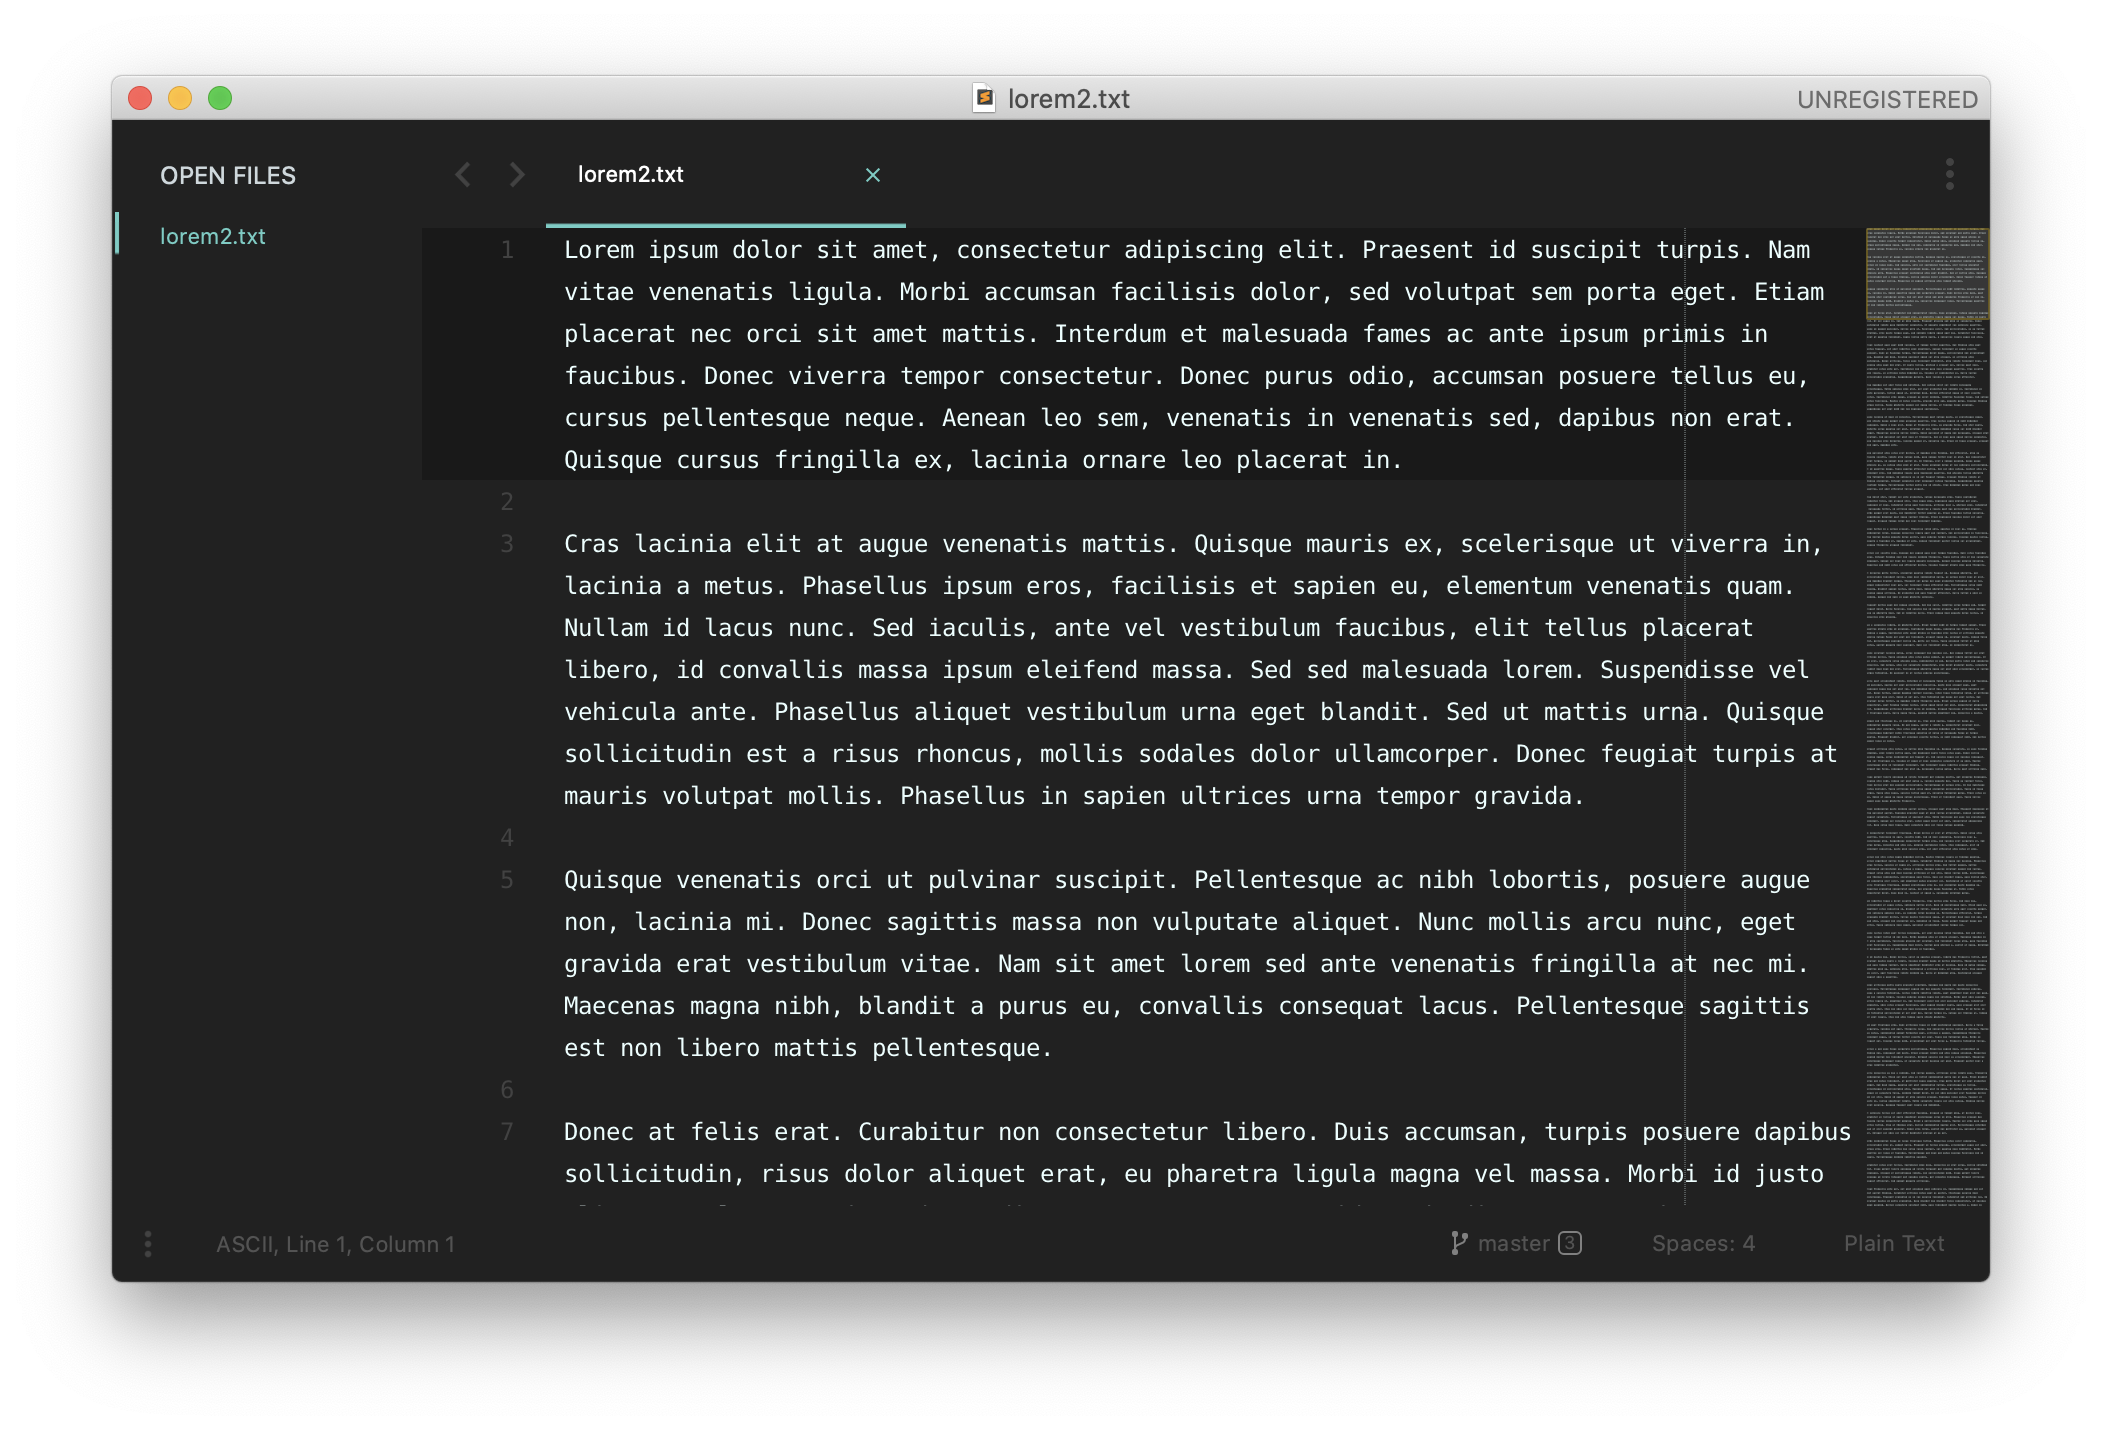 lorem2.txt
UNREGISTERED
OPEN FILES
lorem2.txt
lorem2.txt
1 Lorem ipsum dolor sit amet, consectetur adipiscing elit. Praesent id suscipit turpis. Nam
vitae venenatis ligula. Morbi accumsan facilisis dolor, sed volutpat sem porta eget. Etiam
placerat nec orci sit amet mattis. Interdum et malesuada fames ac ante ipsum primis in
faucibus. Donec viverra tempor consectetur. Donec purus odio, accumsan posuere tellus eu,
cursus pellentesque neque. Aenean leo sem, venenatis in venenatis sed, dapibus non erat.
Quisque cursus fringilla ex, lacinia ornare leo placerat in.
2
3 Cras lacinia elit at augue venenatis mattis. Quisque mauris ex, scelerisque ut viverra in,
lacinia a metus. Phasellus ipsum eros, facilisis et sapien eu, elementum venenatis quam.
Nullam id lacus nunc. Sed iaculis, ante vel vestibulum faucibus, elit tellus placerat
libero, id convallis massa ipsum eleifend massa. Sed sed malesuada lorem. Suspendisse vel
vehicula ante. Phasellus aliquet vestibulum urna eget blandit. Sed ut mattis urna. Quisque
sollicitudin est a risus rhoncus, mollis sodales dolor ullamcorper. Donec feugiat turpis at
mauris volutpat mollis. Phasellus in sapien ultrices urna tempor gravida.
4
5 Quisque venenatis orci ut pulvinar suscipit. Pellentesque ac nibh lobortis, posuere augue
non, lacinia mi. Donec sagittis massa non vulputate aliquet. Nunc mollis arcu nunc, eget
gravida erat vestibulum vitae. Nam sit amet lorem sed ante venenatis fringilla at nec mi.
Maecenas magna nibh, blandit a purus eu, convallis consequat lacus. Pellentesque sagittis
est non libero mattis pellentesque.
6
7 Donec at felis erat. Curabitur non consectetur libero. Duis accumsan, turpis posuere dapibus
sollicitudin, risus dolor aliquet erat, eu pharetra ligula magna vel massa. Morbi id justo
ASCII, Line 1, Column 1
master 3
Spaces: 4
Plain Text